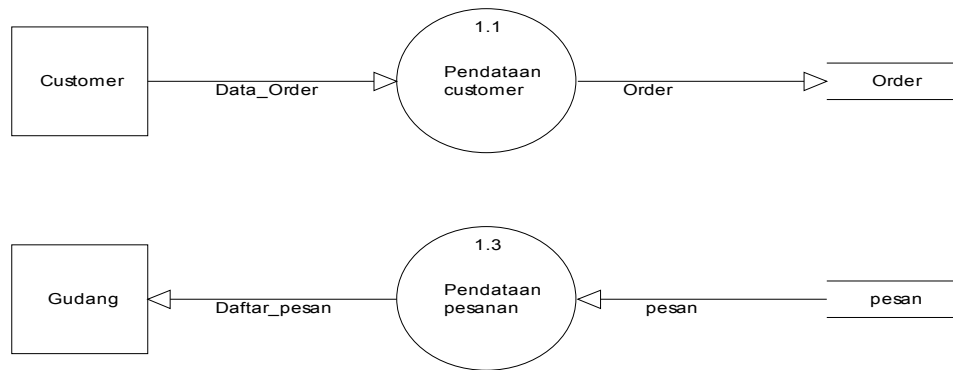 1.1
Customer
Pendataan
customer
Data_Order
Order
Order
1.3
Gudang
Pendataan
pesanan
Daftar_pesan
pesan
pesan